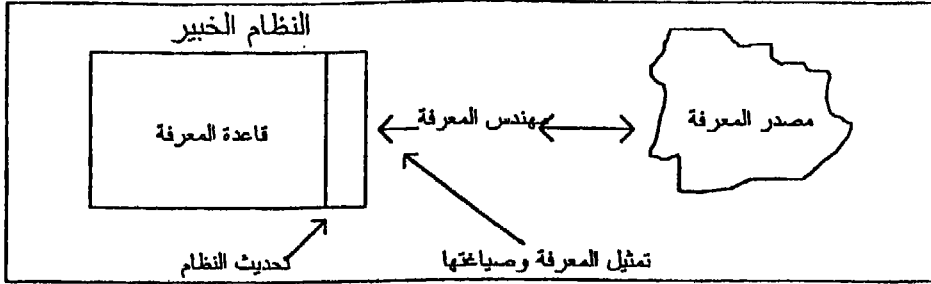 النظام الخبير
مصدر المعرفة
مهندس المعرفة
قاعدة المعرفة
تمثيل المعرفة وصياغتها
تحديث النظام